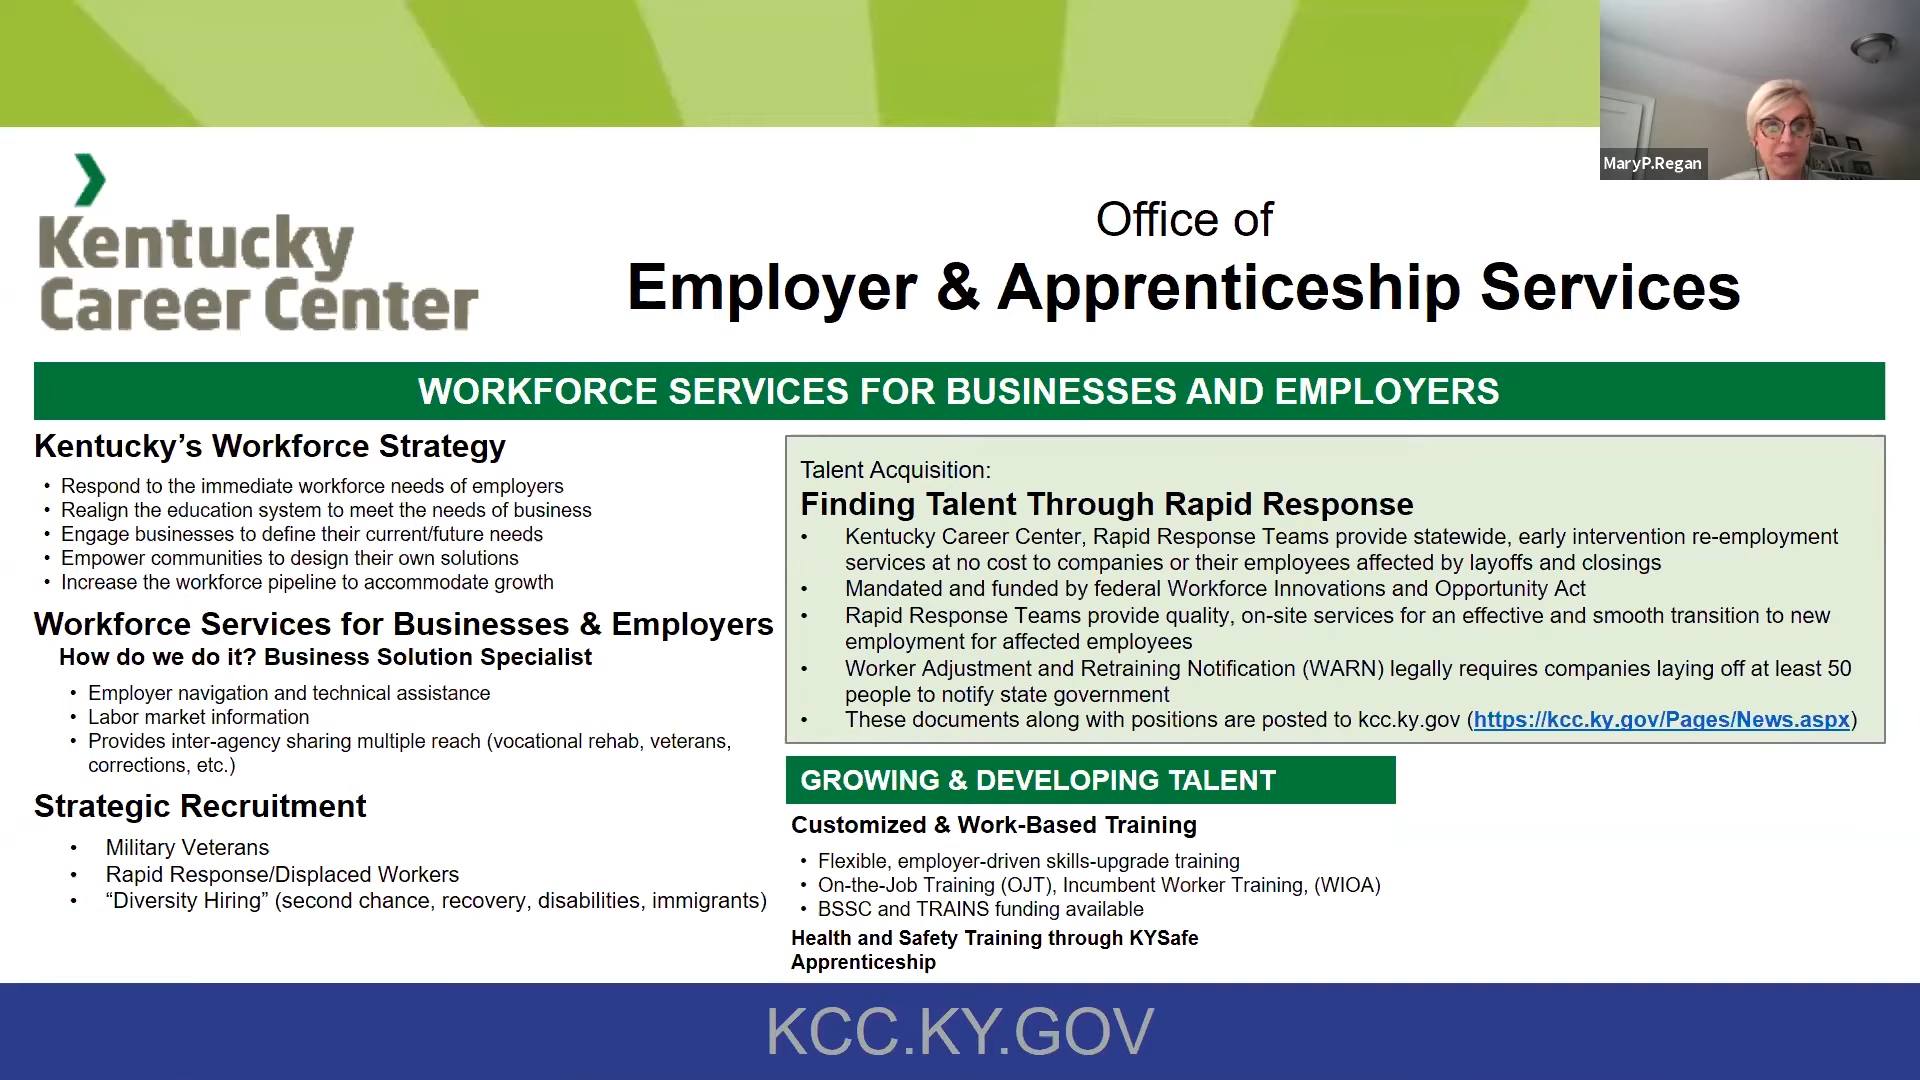 MaryP.Regan
Kentucky
Career Center
Office of
Employer & Apprenticeship Services
WORKFORCE SERVICES FOR BUSINESSES AND EMPLOYERS
Kentucky’s Workforce Strategy
• Respond to the immediate workforce needs of employers
• Realign the education system to meet the needs of business
• Engage businesses to define their current/future needs
• Empower communities to design their own solutions
• Increase the workforce pipeline to accommodate growth
Workforce Services for Businesses & Employers
How do we do it? Business Solution Specialist
• Employer navigation and technical assistance
• Labor market information
• Provides inter-agency sharing multiple reach (vocational rehab, veterans,
corrections, etc.)
Strategic Recruitment
• Military Veterans
• Rapid Response/Displaced Workers
• “Diversity Hiring” (second chance, recovery, disabilities, immigrants)
Talent Acquisition:
Finding Talent Through Rapid Response
• Kentucky Career Center, Rapid Response Teams provide statewide, early intervention re-employment
services at no cost to companies or their employees affected by layoffs and closings
• Mandated and funded by federal Workforce Innovations and Opportunity Act
• Rapid Response Teams provide quality, on-site services for an effective and smooth transition to new
employment for affected employees
• Worker Adjustment and Retraining Notification (WARN) legally requires companies laying off at least 50
people to notify state government
• These documents along with positions are posted to kcc.ky.gov (https://kcc.ky.gov/Pages/News.aspx)
GROWING & DEVELOPING TALENT
Customized & Work-Based Training
• Flexible, employer-driven skills-upgrade training
• On-the-Job Training (OJT), Incumbent Worker Training, (WIOA)
• BSSC and TRAINS funding available
Health and Safety Training through KYSafe
Apprenticeship
KCC.KY.GOV